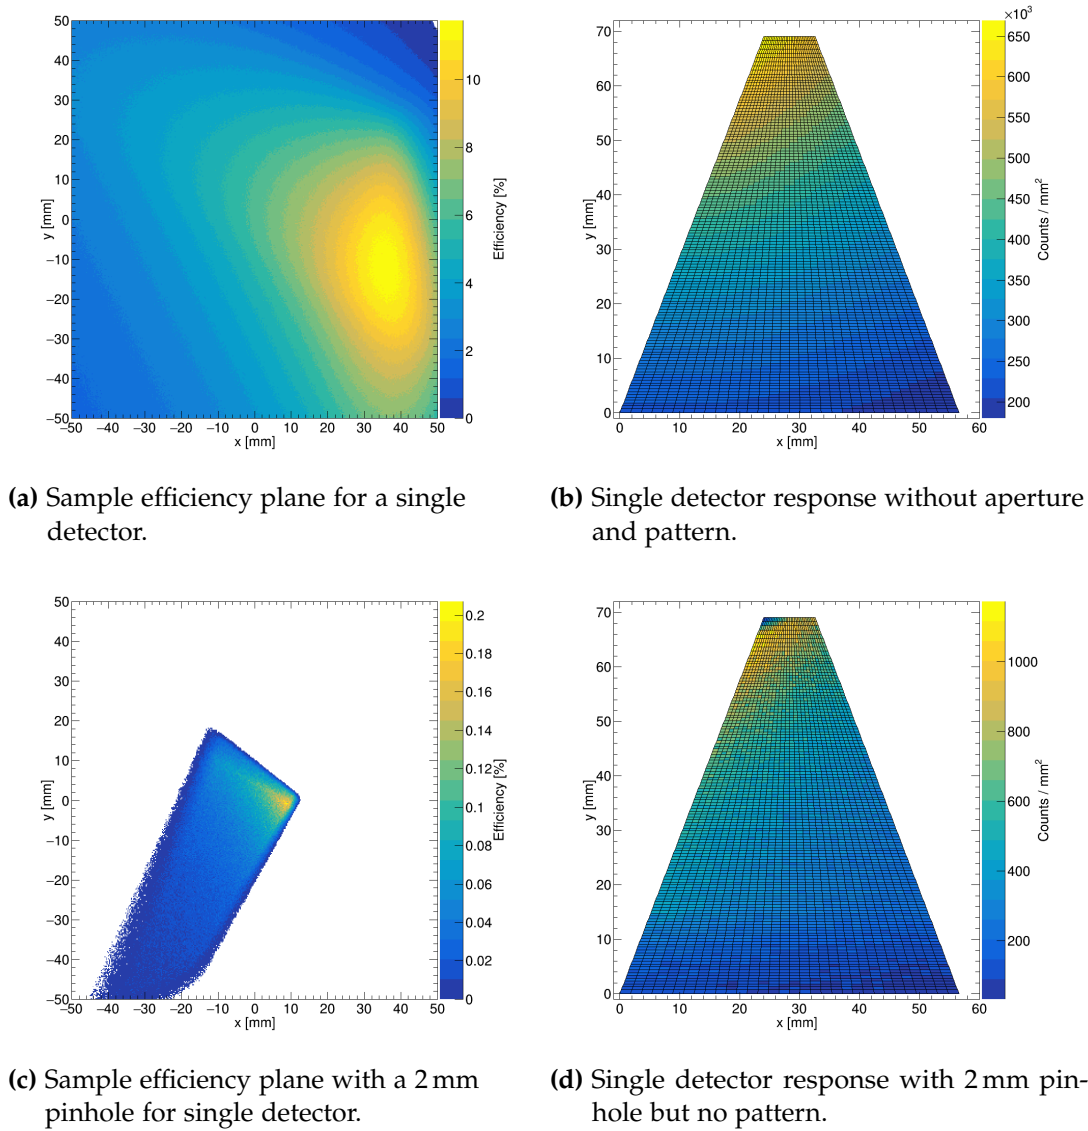 50
40
30
20
10
0
−10
−20
−30
−40
−50
y [mm]
−50 −40 −30 −20 −10 0 10 20 30 40 50
x [mm]
10
8
6
4
2
0
Efficiency [%]
70
60
50
40
30
20
10
0
y [mm]
0 10 20 30 40 50 60
x [mm]
×10³
650
600
550
500
450
400
350
300
250
200
Counts / mm²
(a) Sample efficiency plane for a single
detector.
(b) Single detector response without aperture
and pattern.
50
40
30
20
10
0
−10
−20
−30
−40
−50
y [mm]
−50 −40 −30 −20 −10 0 10 20 30 40 50
x [mm]
0.2
0.18
0.16
0.14
0.12
0.1
0.08
0.06
0.04
0.02
0
Efficiency [%]
70
60
50
40
30
20
10
0
y [mm]
0 10 20 30 40 50 60
x [mm]
1000
800
600
400
200
Counts / mm²
(c) Sample efficiency plane with a 2 mm
pinhole for single detector.
(d) Single detector response with 2 mm pin-
hole but no pattern.